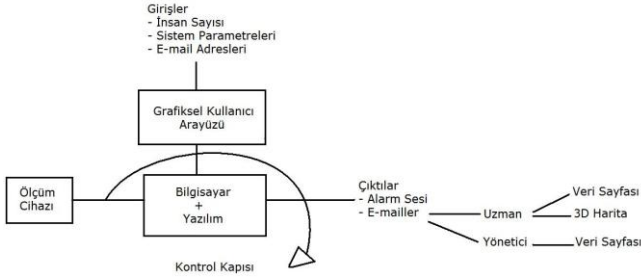 Girişler
- İnsan Sayısı
- Sistem Parametreleri
- E-mail Adresleri
Grafiksel Kullanıcı
Arayüzü
Ölçüm
Cihazı
Bilgisayar
+
Yazılım
Çıktılar
- Alarm Sesi
- E-mailler
Uzman
Yönetici
Veri Sayfası
3D Harita
Veri Sayfası
Kontrol Kapısı